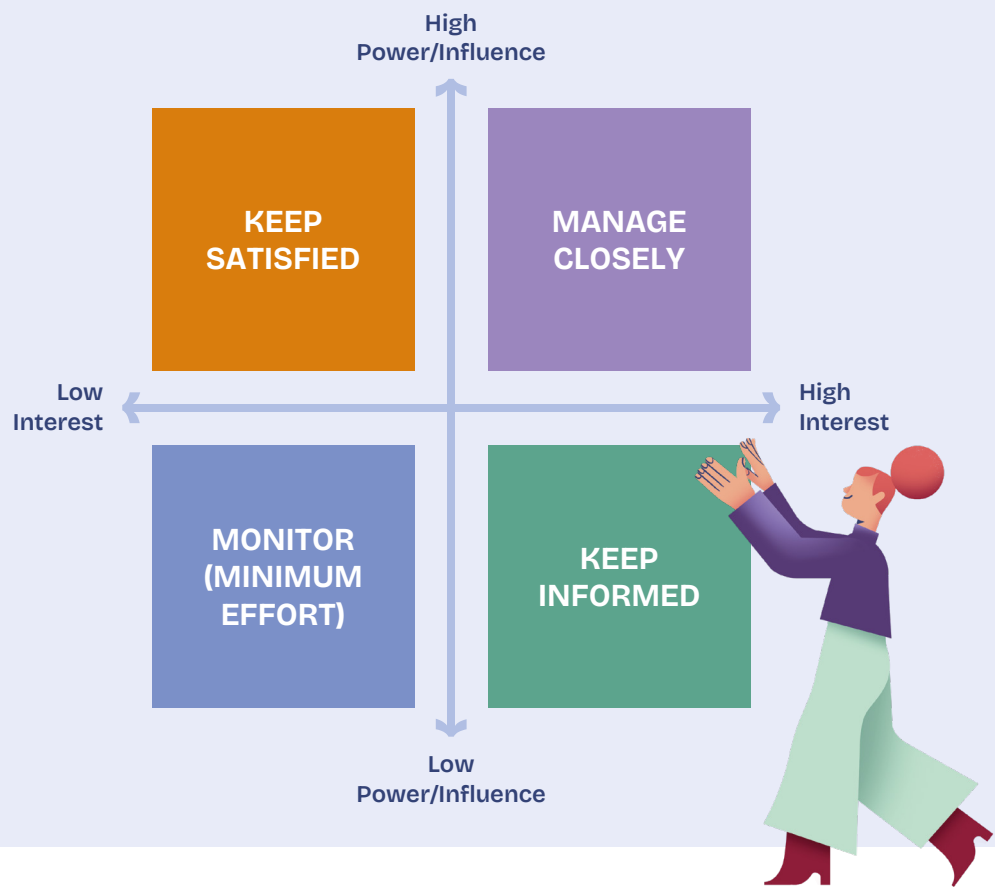 High
Power/Influence
KEEP
SATISFIED
MANAGE
CLOSELY
Low
Interest
High
Interest
MONITOR
(MINIMUM
EFFORT)
KEEP
INFORMED
Low
Power/Influence